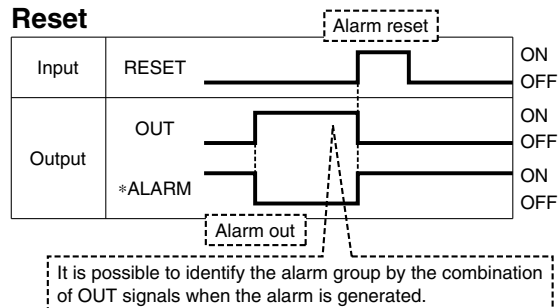 Reset
Alarm reset
Input RESET ON
OFF
Output OUT ON
OFF
*ALARM ON
OFF
Alarm out
It is possible to identify the alarm group by the combination
of OUT signals when the alarm is generated.